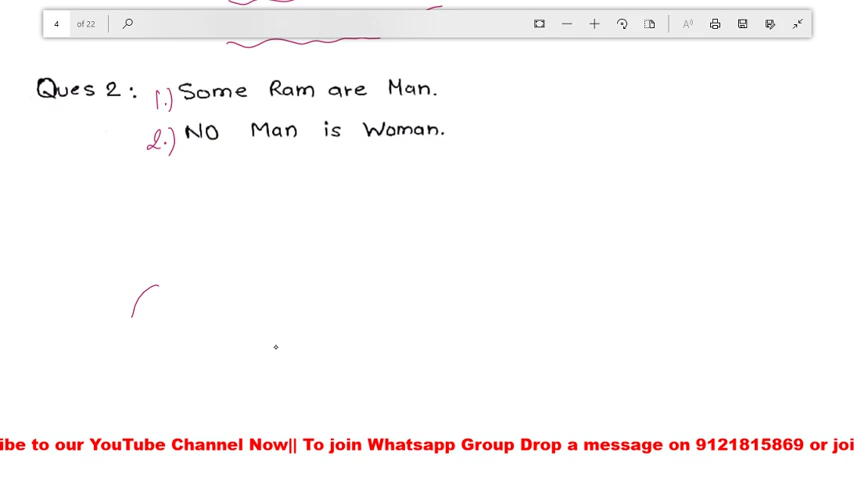 4 of 22
Ques 2 : 1.) Some Ram are Man.
2.) NO Man is Woman.
ibe to our YouTube Channel Now|| To join Whatsapp Group Drop a message on 9121815869 or joi